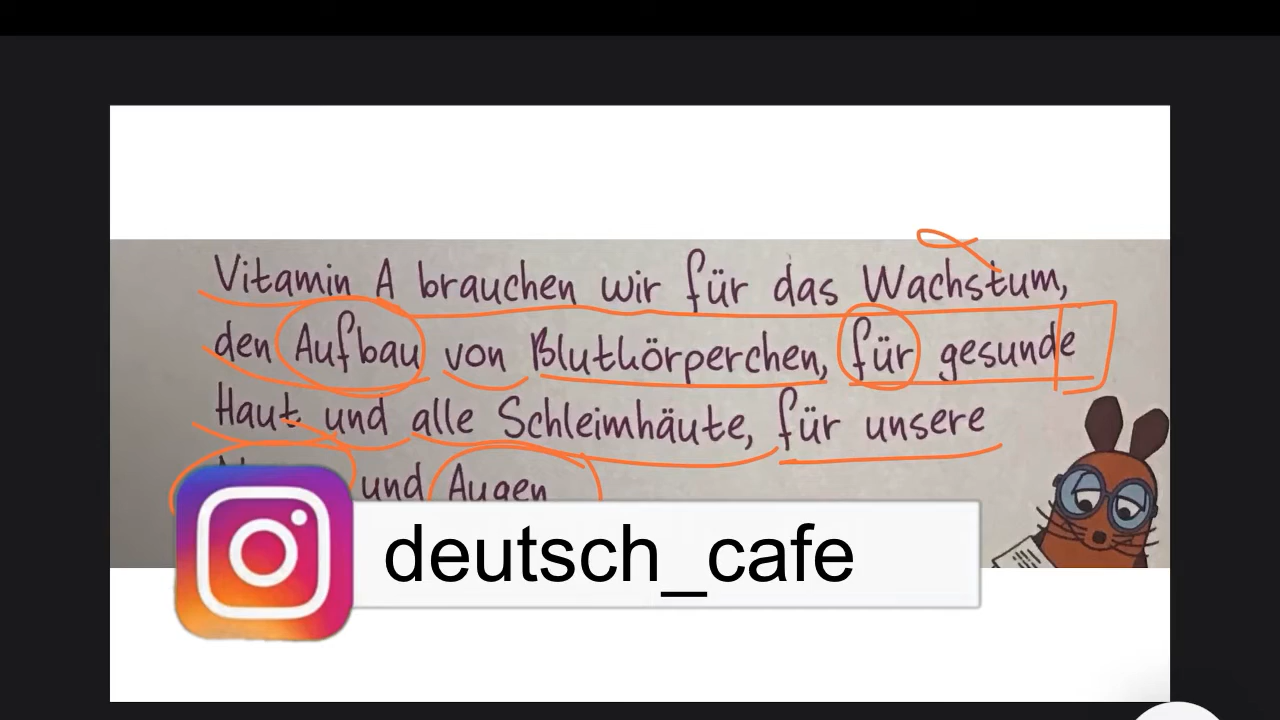 Vitamin A brauchen wir für das Wachstum,
den Aufbau von Blutkörperchen, für gesunde
Haut und alle Schleimhäute, für unsere
und Augen
deutsch_cafe